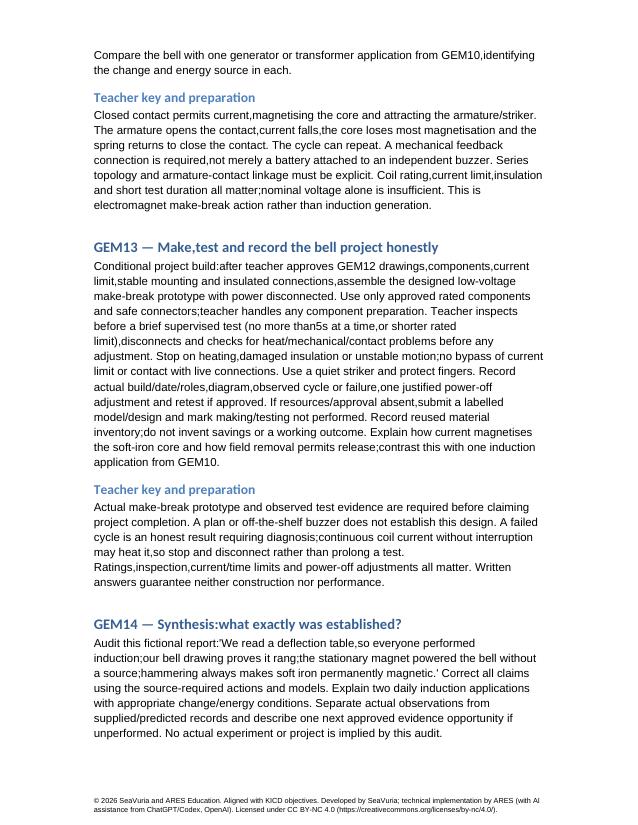 Compare the bell with one generator or transformer application from GEM10,identifying
the change and energy source in each.
Teacher key and preparation
Closed contact permits current,magnetising the core and attracting the armature/striker.
The armature opens the contact,current falls,the core loses most magnetisation and the
spring returns to close the contact. The cycle can repeat. A mechanical feedback
connection is required,not merely a battery attached to an independent buzzer. Series
topology and armature-contact linkage must be explicit. Coil rating,current limit,insulation
and short test duration all matter;nominal voltage alone is insufficient. This is
electromagnet make-break action rather than induction generation.
GEM13 — Make,test and record the bell project honestly
Conditional project build:after teacher approves GEM12 drawings,components,current
limit,stable mounting and insulated connections,assemble the designed low-voltage
make-break prototype with power disconnected. Use only approved rated components
and safe connectors;teacher handles any component preparation. Teacher inspects
before a brief supervised test (no more than5s at a time,or shorter rated
limit),disconnects and checks for heat/mechanical/contact problems before any
adjustment. Stop on heating,damaged insulation or unstable motion;no bypass of current
limit or contact with live connections. Use a quiet striker and protect fingers. Record
actual build/date/roles,diagram,observed cycle or failure,one justified power-off
adjustment and retest if approved. If resources/approval absent,submit a labelled
model/design and mark making/testing not performed. Record reused material
inventory;do not invent savings or a working outcome. Explain how current magnetises
the soft-iron core and how field removal permits release;contrast this with one induction
application from GEM10.
Teacher key and preparation
Actual make-break prototype and observed test evidence are required before claiming
project completion. A plan or off-the-shelf buzzer does not establish this design. A failed
cycle is an honest result requiring diagnosis;continuous coil current without interruption
may heat it,so stop and disconnect rather than prolong a test.
Ratings,inspection,current/time limits and power-off adjustments all matter. Written
answers guarantee neither construction nor performance.
GEM14 — Synthesis:what exactly was established?
Audit this fictional report:'We read a deflection table,so everyone performed
induction;our bell drawing proves it rang;the stationary magnet powered the bell without
a source;hammering always makes soft iron permanently magnetic.' Correct all claims
using the source-required actions and models. Explain two daily induction applications
with appropriate change/energy conditions. Separate actual observations from
supplied/predicted records and describe one next approved evidence opportunity if
unperformed. No actual experiment or project is implied by this audit.
© 2026 SeaVuria and ARES Education. Aligned with KICD objectives. Developed by SeaVuria; technical implementation by ARES (with AI
assistance from ChatGPT/Codex, OpenAI). Licensed under CC BY-NC 4.0 (https://creativecommons.org/licenses/by-nc/4.0/).